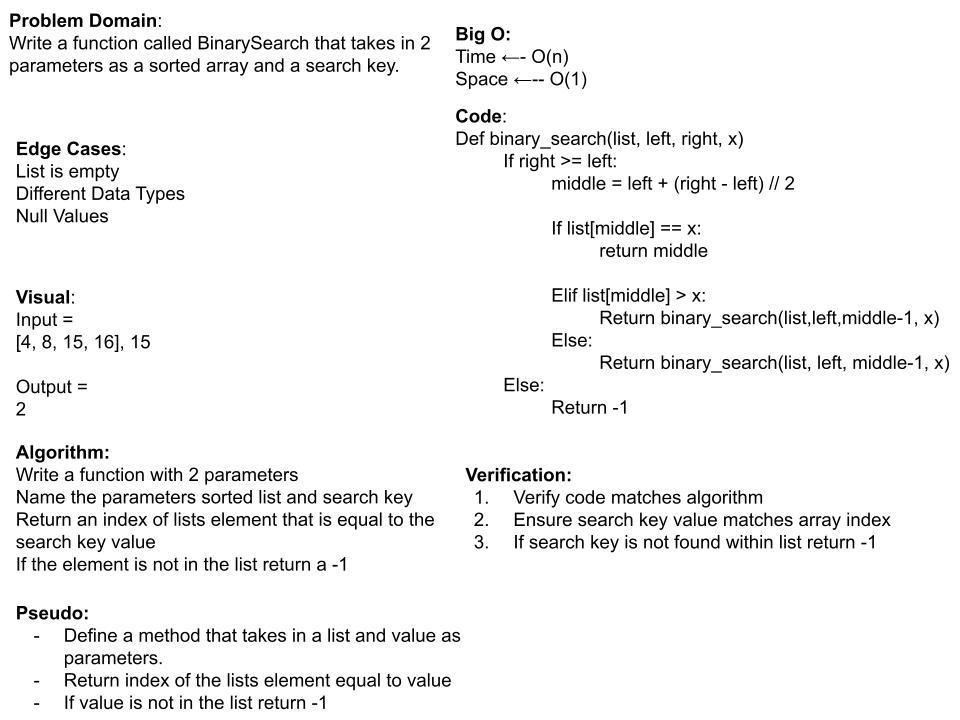 Problem Domain:
Write a function called BinarySearch that takes in 2
parameters as a sorted array and a search key.
Edge Cases:
List is empty
Different Data Types
Null Values
Visual:
Input =
[4, 8, 15, 16], 15
Output =
2
Algorithm:
Write a function with 2 parameters
Name the parameters sorted list and search key
Return an index of lists element that is equal to the
search key value
If the element is not in the list return a -1
Pseudo:
- Define a method that takes in a list and value as
parameters.
- Return index of the lists element equal to value
- If value is not in the list return -1
Big O:
Time ←- O(n)
Space ←-- O(1)
Code:
Def binary_search(list, left, right, x)
If right >= left:
middle = left + (right - left) // 2
If list[middle] == x:
return middle
Elif list[middle] > x:
Return binary_search(list,left,middle-1, x)
Else:
Return binary_search(list, left, middle-1, x)
Else:
Return -1
Verification:
1. Verify code matches algorithm
2. Ensure search key value matches array index
3. If search key is not found within list return -1